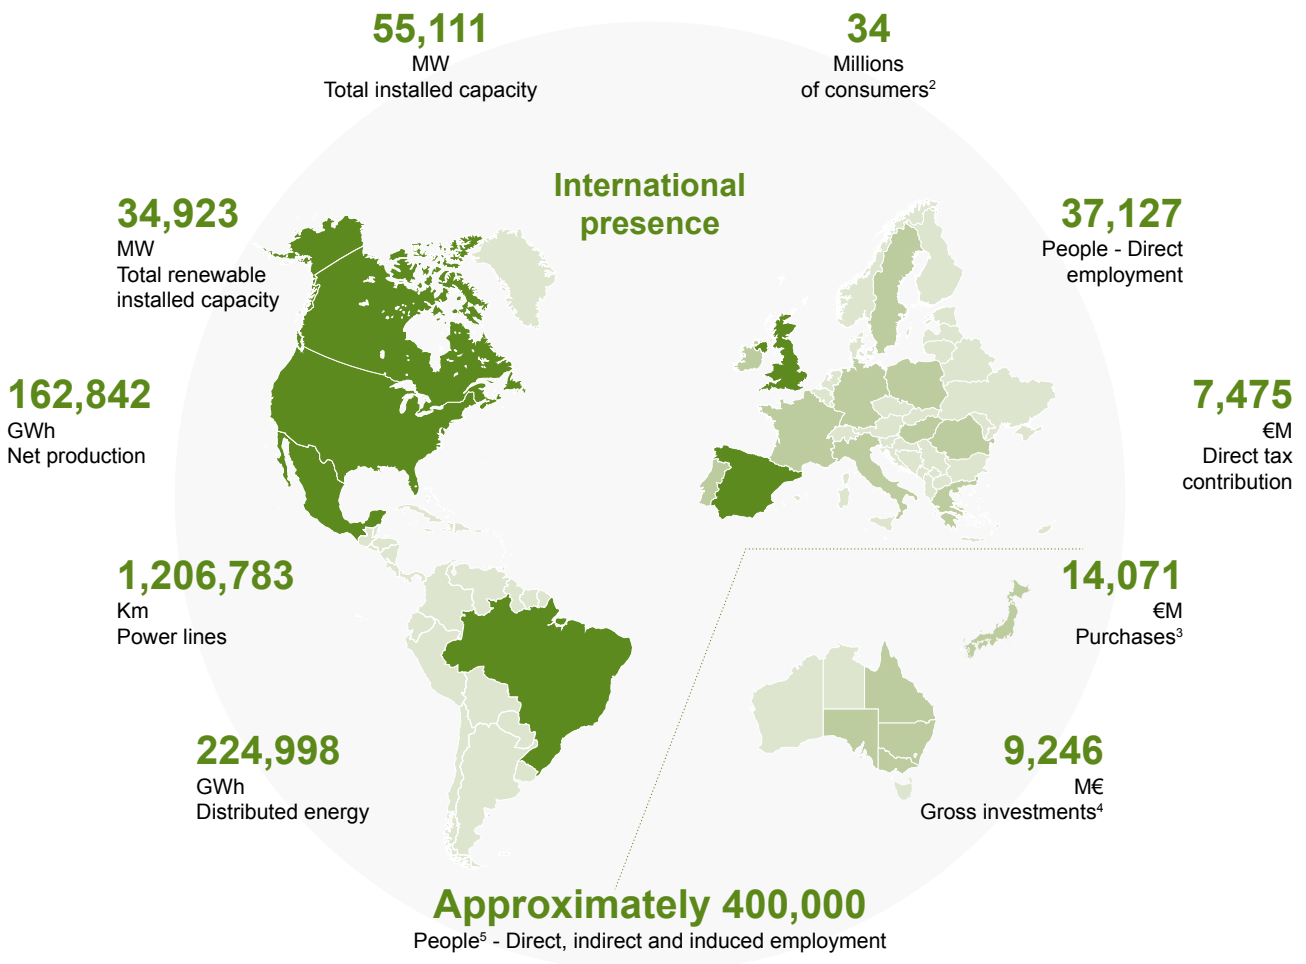 55,111
MW
Total installed capacity
34
Millions
of consumers²
International
presence
34,923
MW
Total renewable
installed capacity
37,127
People - Direct
employment
162,842
GWh
Net production
7,475
€M
Direct tax
contribution
1,206,783
Km
Power lines
14,071
€M
Purchases³
224,998
GWh
Distributed energy
9,246
M€
Gross investments⁴
Approximately 400,000
People⁵ - Direct, indirect and induced employment